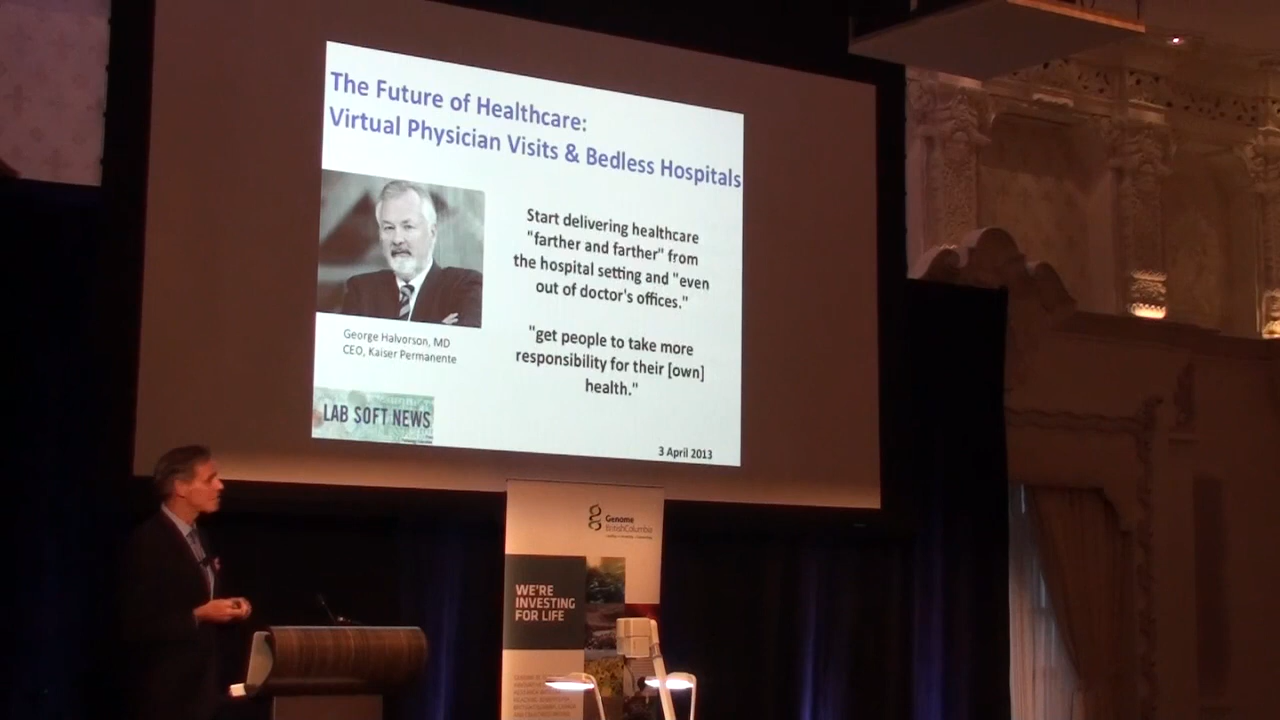 The Future of Healthcare:
Virtual Physician Visits & Bedless Hospitals
Start delivering healthcare
"farther and farther" from
the hospital setting and "even
out of doctor's offices."
"get people to take more
responsibility for their [own]
health."
George Halvorson, MD
CEO, Kaiser Permanente
LAB SOFT NEWS
3 April 2013
Genome
BritishColumbia
WE'RE
INVESTING
FOR LIFE